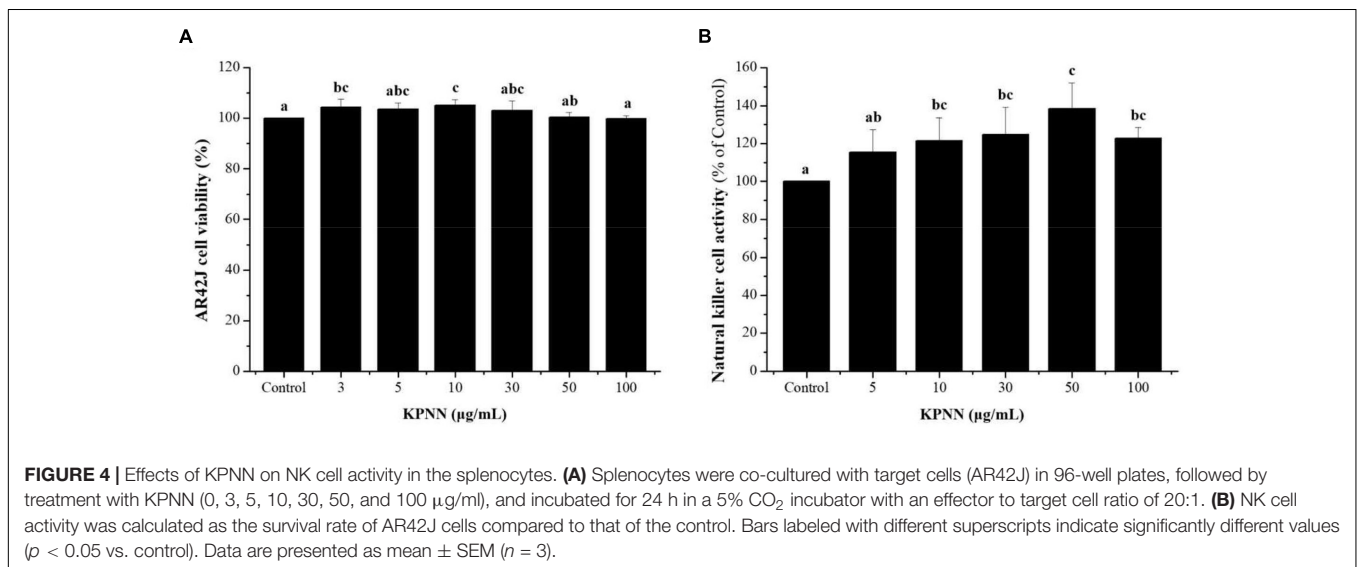 A
AR42J cell viability (%)
120
100
80
60
40
20
0
a
bc
abc
c
abc
ab
a
Control 3 5 10 30 50 100
KPNN (μg/mL)
B
Natural killer cell activity (% of Control)
160
140
120
100
80
60
40
20
0
a
ab
bc
bc
c
bc
Control 5 10 30 50 100
KPNN (μg/mL)
FIGURE 4 | Effects of KPNN on NK cell activity in the splenocytes. (A) Splenocytes were co-cultured with target cells (AR42J) in 96-well plates, followed by
treatment with KPNN (0, 3, 5, 10, 30, 50, and 100 μg/ml), and incubated for 24 h in a 5% CO₂ incubator with an effector to target cell ratio of 20:1. (B) NK cell
activity was calculated as the survival rate of AR42J cells compared to that of the control. Bars labeled with different superscripts indicate significantly different values
(p < 0.05 vs. control). Data are presented as mean ± SEM (n = 3).